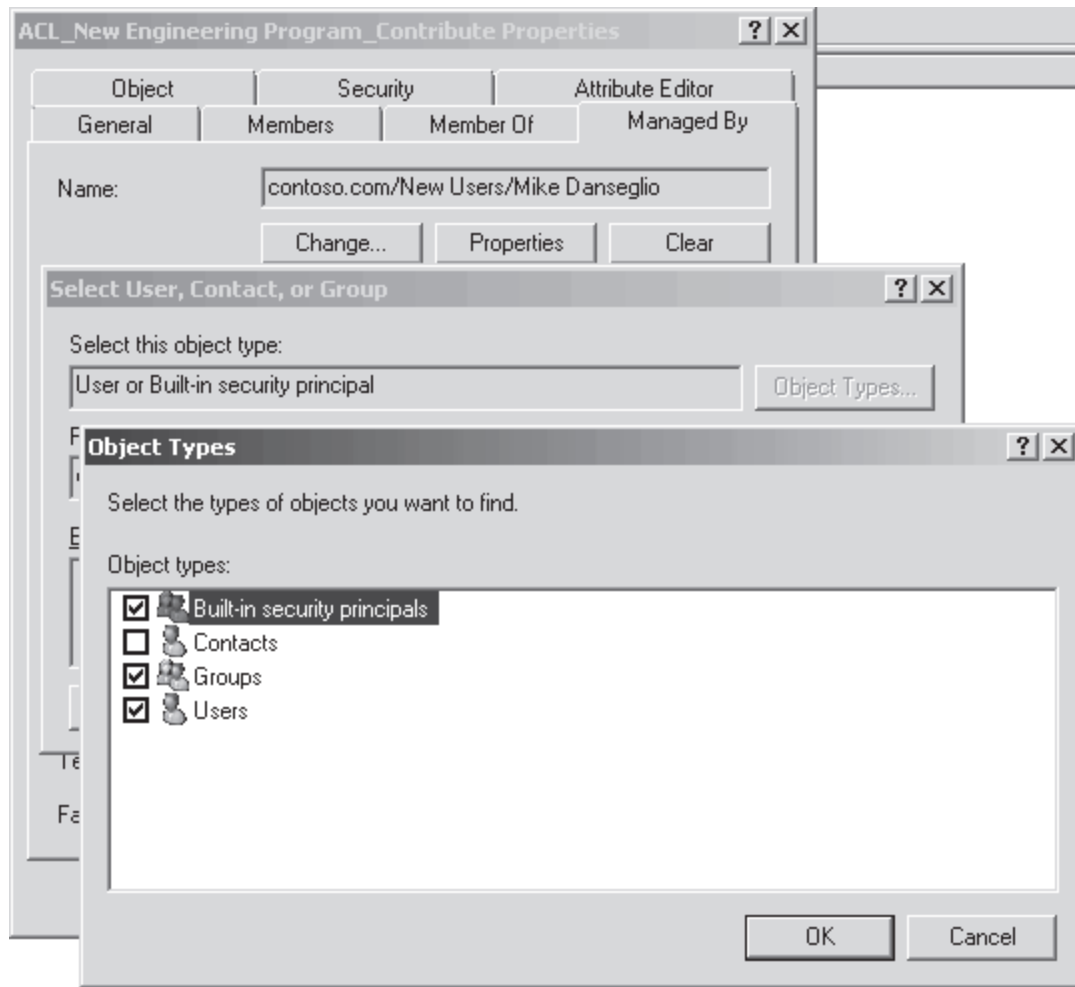 ACL_New Engineering Program_Contribute Properties
Object Security Attribute Editor
General Members Member Of Managed By
Name: contoso.com/New Users/Mike Danseglio
Change... Properties Clear
Select User, Contact, or Group
Select this object type:
User or Built-in security principal Object Types...
Object Types
Select the types of objects you want to find.
Object types:
Built-in security principals
Contacts
Groups
Users
OK Cancel